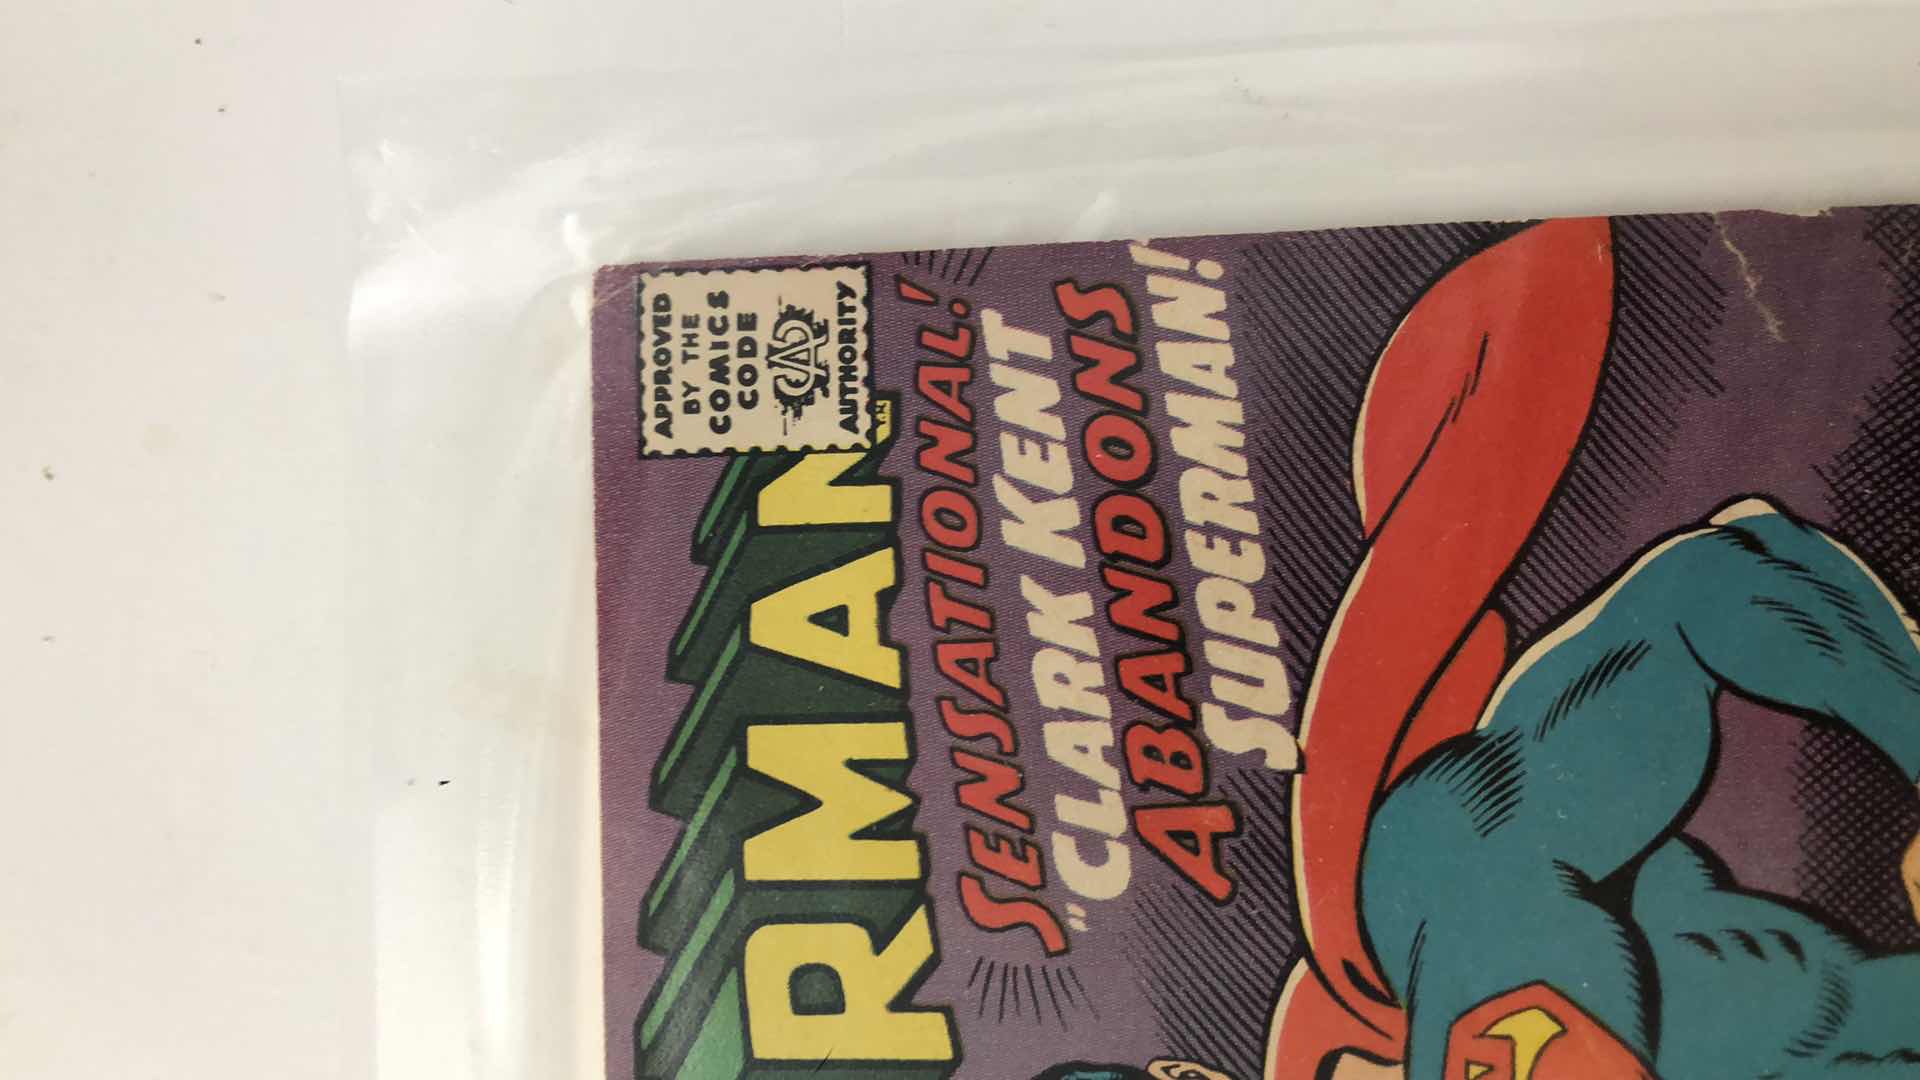 RMAN
APPROVED
BY THE
COMICS
CODE
CA
AUTHORITY
SENSATIONAL!
"CLARK KENT
ABANDONS
SUPERMAN!"